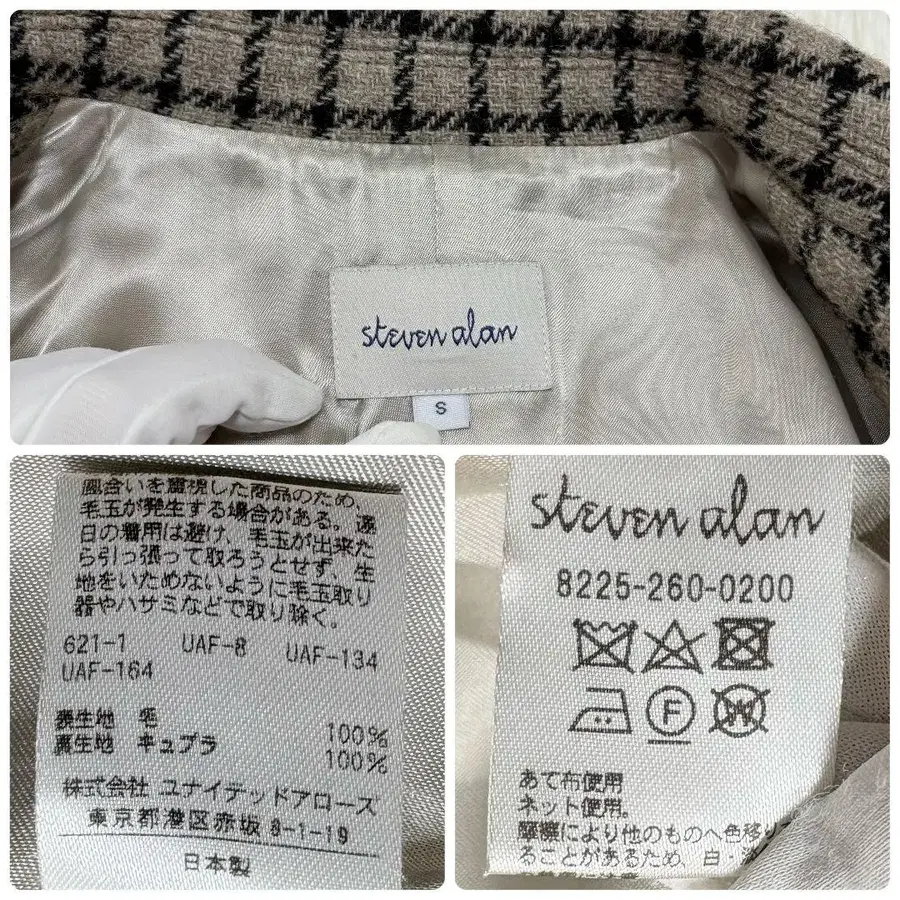 steven alan
S
風合いを重視した商品のため、
毛玉が発生する場合がある。連
日の着用は避け、毛玉が出来た
ら引っ張って取ろうとせず、生
地をいためないように毛玉取り
器やハサミなどで取り除く。
621-1 UAF-8 UAF-134
UAF-164
表生地 毛 100%
裏生地 キュプラ 100%
株式会社 ユナイテッドアローズ
東京都港区赤坂 8-1-19
日本製
steven alan
8225-260-0200
F
W
あて布使用
ネット使用。
摩擦により他のものへ色移り
ることがあるため、白・淡